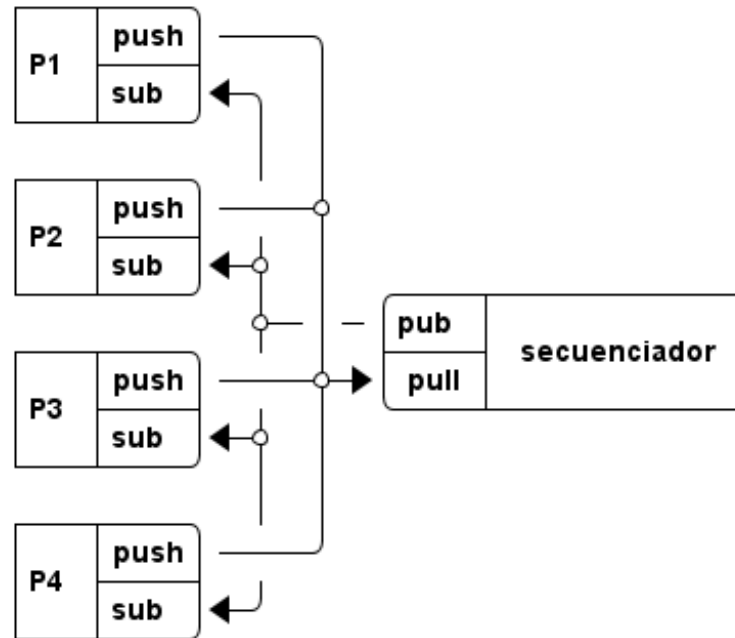 P1
push
sub
P2
push
sub
pub
pull
secuenciador
P3
push
sub
P4
push
sub